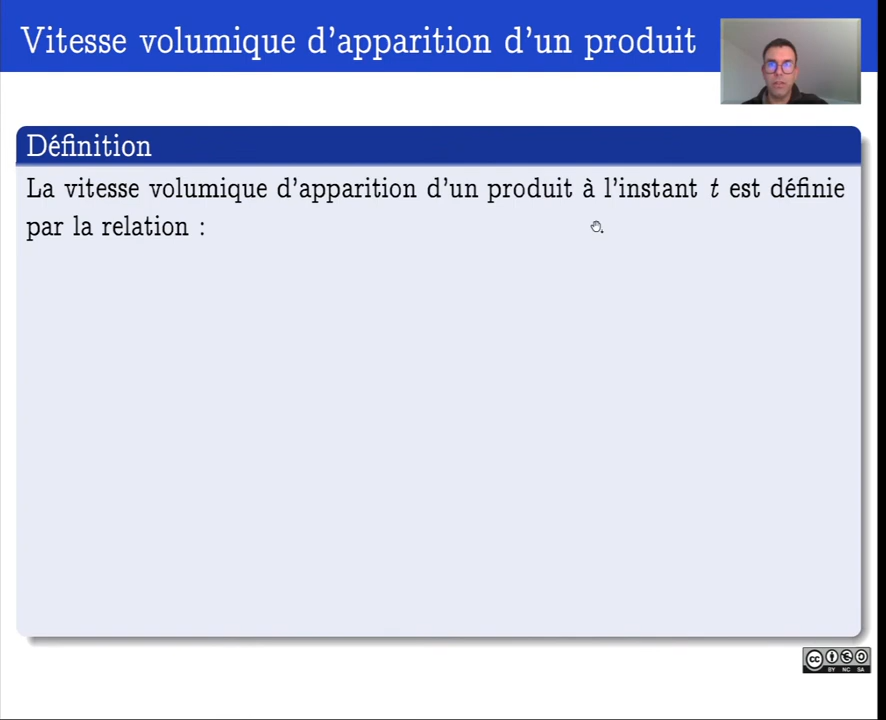 Vitesse volumique d'apparition d'un produit
Définition
La vitesse volumique d'apparition d'un produit à l'instant t est définie
par la relation :
cc
BY NC SA